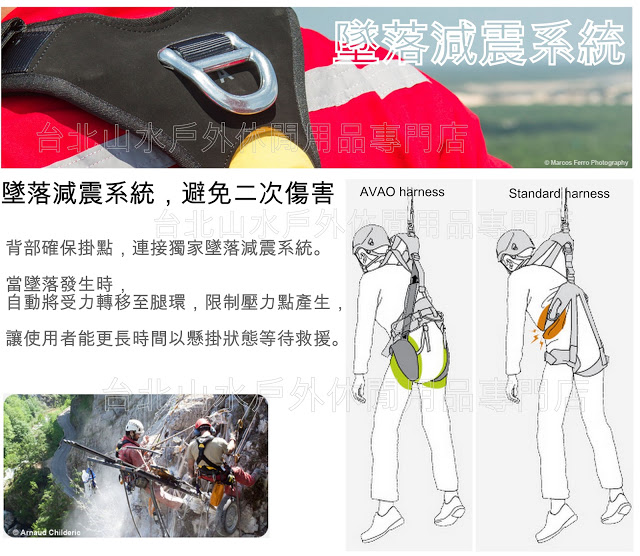 墜落減震系統
台北山水戶外休閒用品專門店
© Marcos Ferro Photography
墜落減震系統，避免二次傷害
台北山水戶外休閒用品專門店
背部確保掛點，連接獨家墜落減震系統。
當墜落發生時，
自動將受力轉移至腿環，限制壓力點產生，
讓使用者能更長時間以懸掛狀態等待救援。
AVAO harness
Standard harness
台北山水戶外休閒用品專門店
© Arnaud Childeric